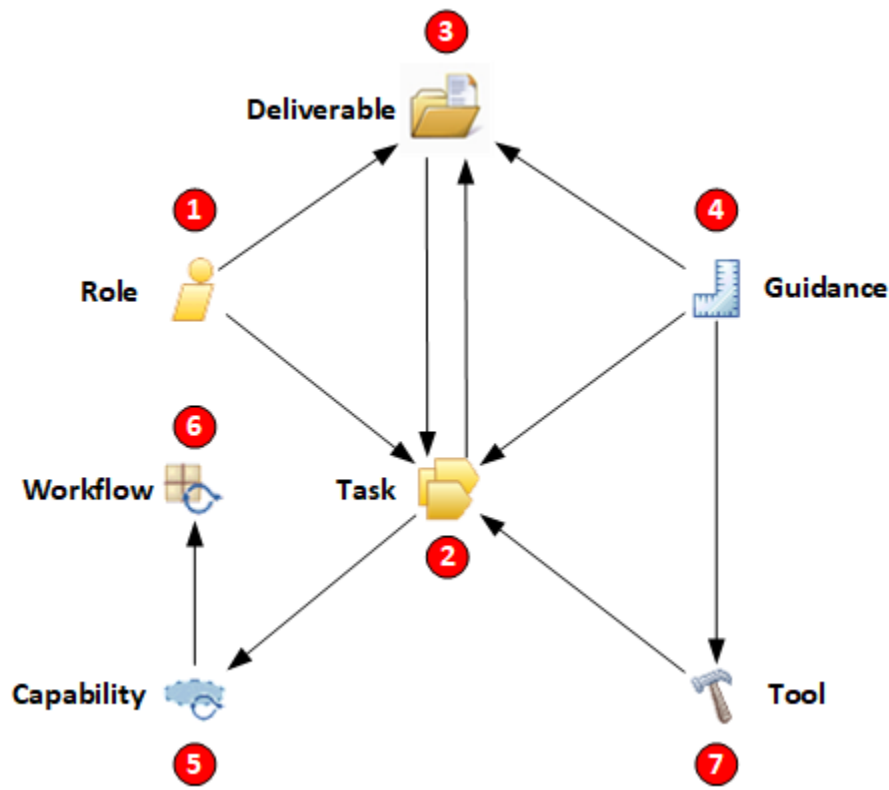 3
Deliverable
1
4
Role
Guidance
6
Workflow
Task
2
Capability
Tool
5
7